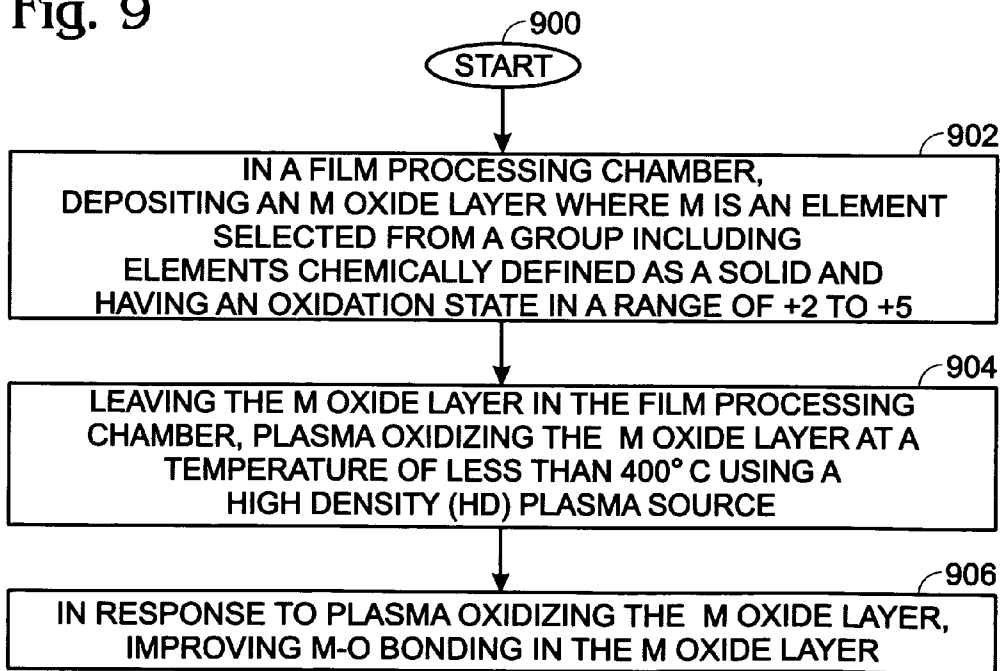 Fig. 9
900
START
902
IN A FILM PROCESSING CHAMBER,
DEPOSITING AN M OXIDE LAYER WHERE M IS AN ELEMENT
SELECTED FROM A GROUP INCLUDING
ELEMENTS CHEMICALLY DEFINED AS A SOLID AND
HAVING AN OXIDATION STATE IN A RANGE OF +2 TO +5
904
LEAVING THE M OXIDE LAYER IN THE FILM PROCESSING
CHAMBER, PLASMA OXIDIZING THE M OXIDE LAYER AT A
TEMPERATURE OF LESS THAN 400° C USING A
HIGH DENSITY (HD) PLASMA SOURCE
906
IN RESPONSE TO PLASMA OXIDIZING THE M OXIDE LAYER,
IMPROVING M-O BONDING IN THE M OXIDE LAYER